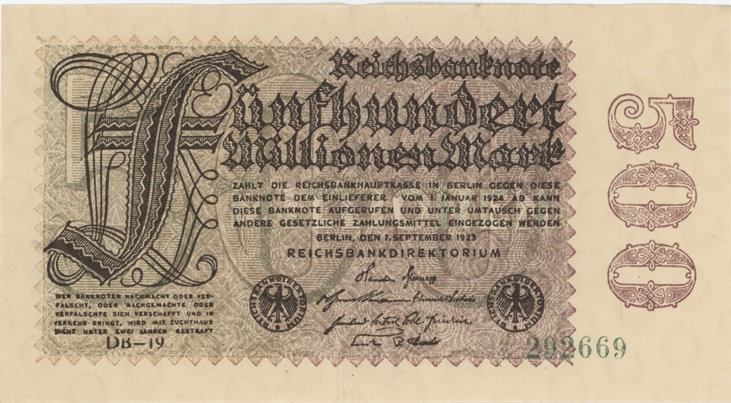 Reichsbanknote
Fünfhundert
Millionen Mark
ZAHLT DIE REICHSBANKHAUPTKASSE IN BERLIN GEGEN DIESE
BANKNOTE DEM EINLIEFERER. VOM 1. JANUAR 1924 AB KANN
DIESE BANKNOTE AUFGERUFEN UND UNTER UMTAUSCH GEGEN
ANDERE GESETZLICHE ZAHLUNGSMITTEL EINGEZOGEN WERDEN
BERLIN, DEN 1. SEPTEMBER 1923
REICHSBANKDIREKTORIUM
WER BANKNOTEN NACHMACHT ODER VER-
FÄLSCHT, ODER NACHGEMACHTE ODER
VERFÄLSCHTE SICH VERSCHAFFT UND IN
VERKEHR BRINGT, WIRD MIT ZUCHTHAUS
NICHT UNTER ZWEI JAHREN BESTRAFT
DB-19
292669
500